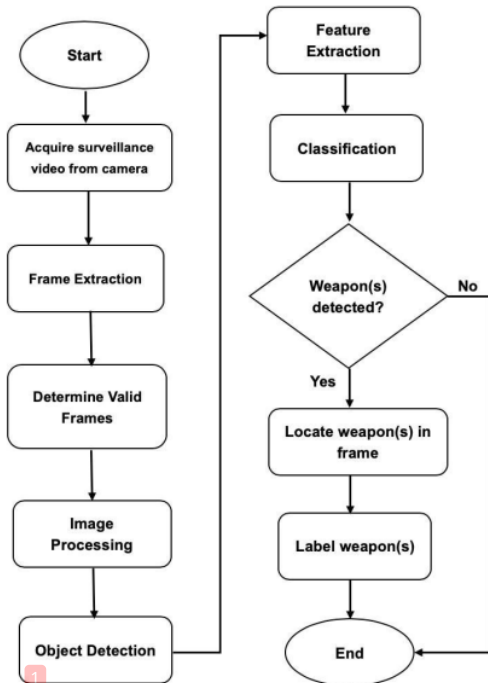 Start
Acquire surveillance
video from camera
Frame Extraction
Determine Valid
Frames
Image
Processing
Object Detection
1
Feature
Extraction
Classification
Weapon(s)
detected?
No
Yes
Locate weapon(s) in
frame
Label weapon(s)
End